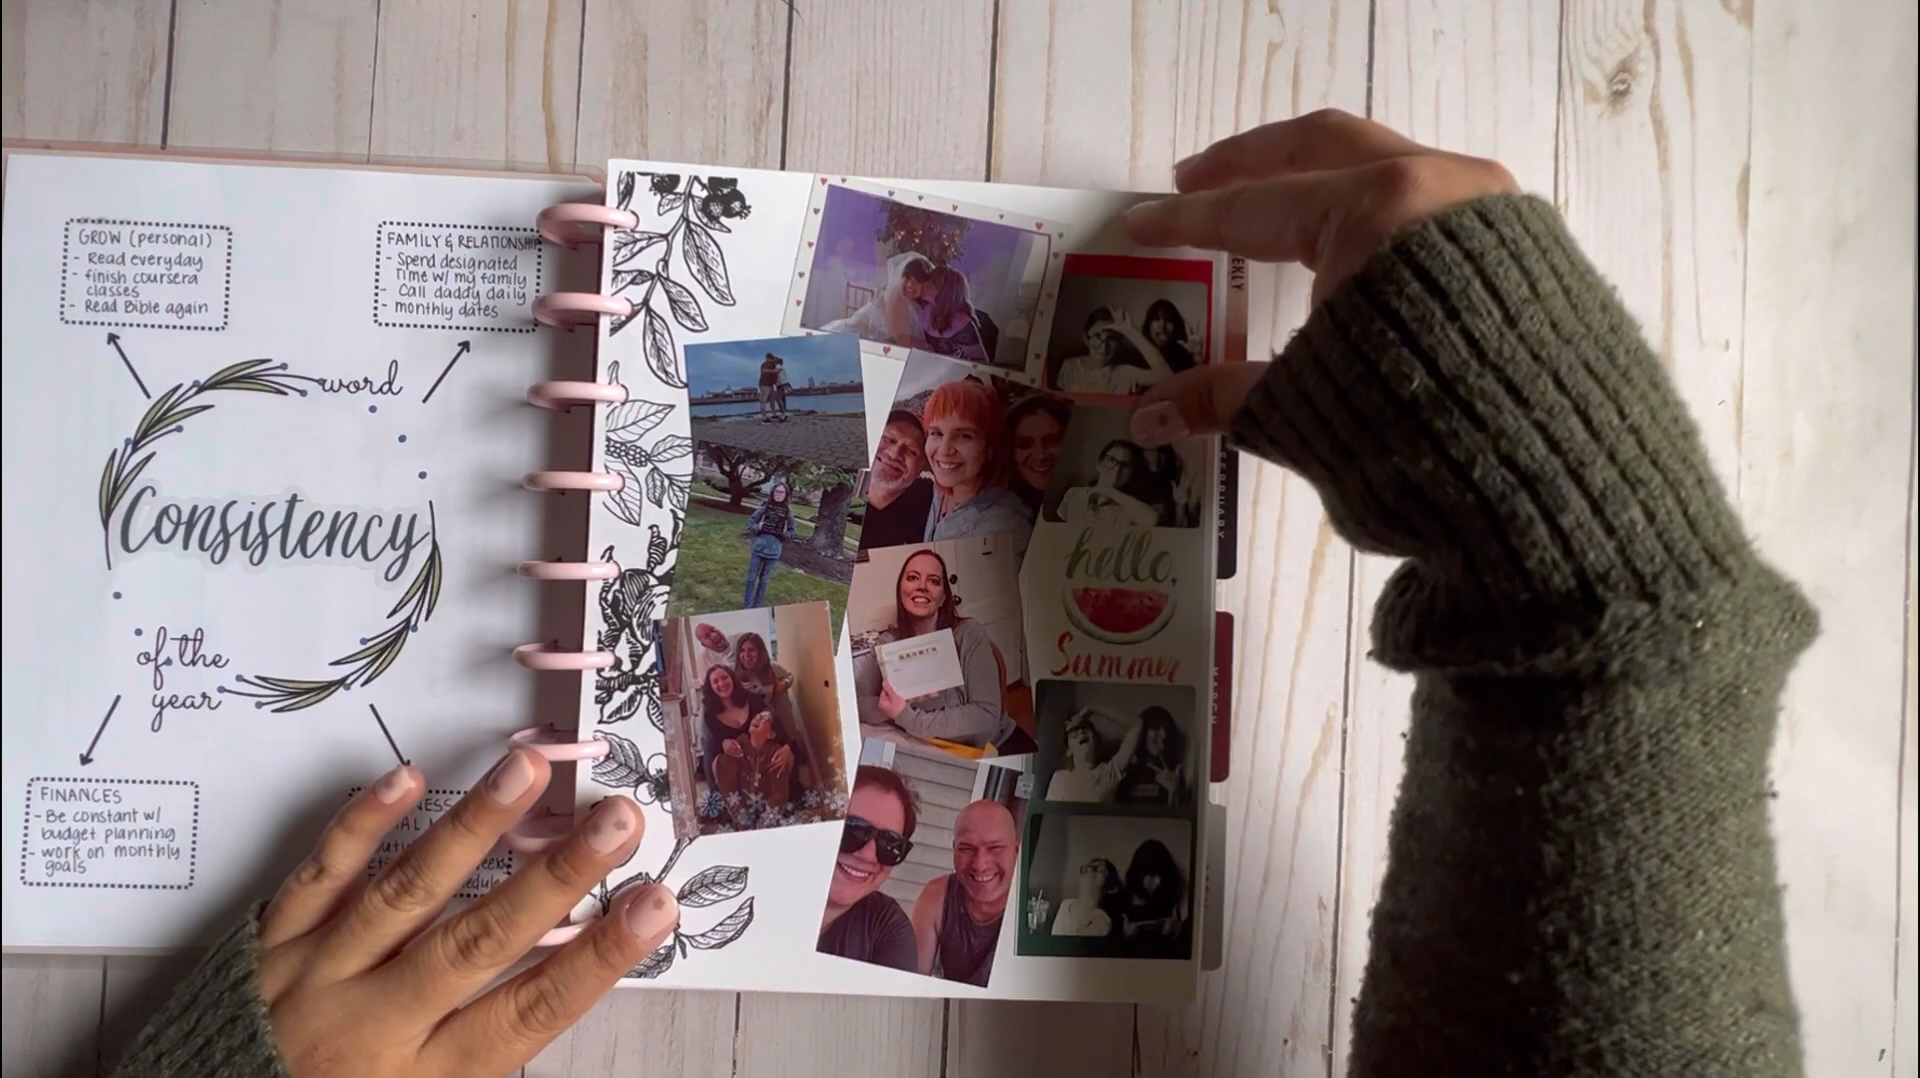 GROW (personal)
- Read everyday
- finish coursera
classes
- Read Bible again
FAMILY & RELATIONSHIP
- Spend designated
time w/ my family
- Call daddy daily
- monthly dates
word
Consistency
of the
year
FINANCES
- Be constant w/
budget planning
- work on monthly
goals
hello,
Summer
FEBRUARY
MARCH